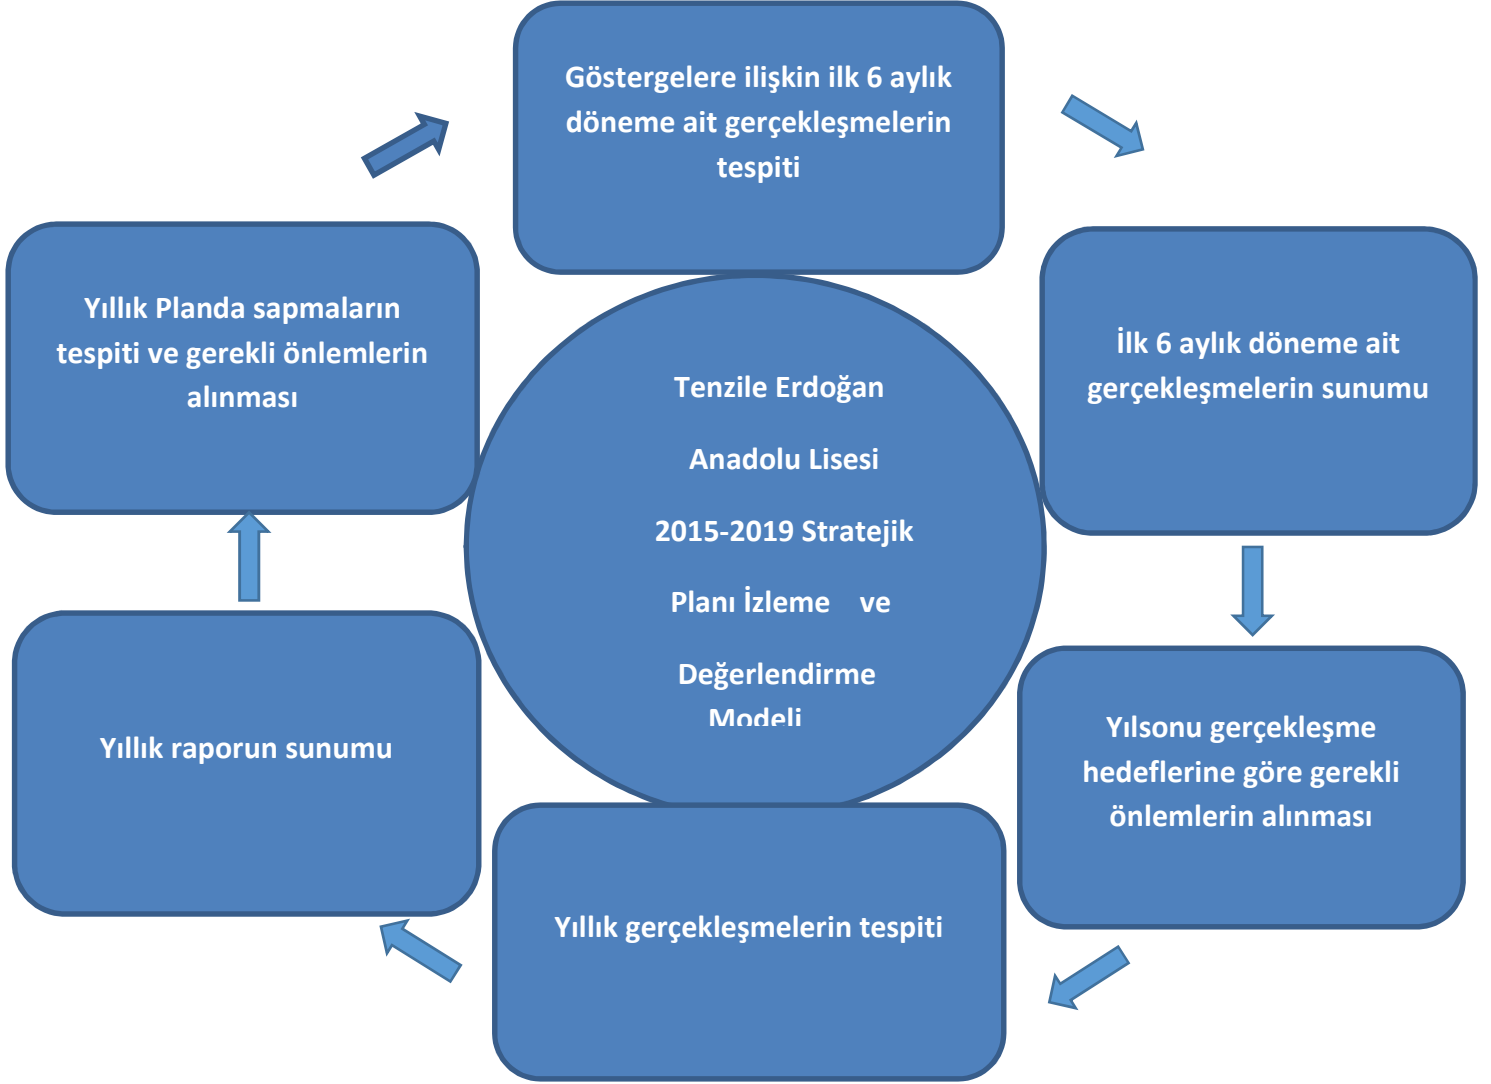 Göstergelere ilişkin ilk 6 aylık
döneme ait gerçekleşmelerin
tespiti
İlk 6 aylık döneme ait
gerçekleşmelerin sunumu
Yılsonu gerçekleşme
hedeflerine göre gerekli
önlemlerin alınması
Yıllık gerçekleşmelerin tespiti
Yıllık raporun sunumu
Yıllık Planda sapmaların
tespiti ve gerekli önlemlerin
alınması
Tenzile Erdoğan
Anadolu Lisesi
2015-2019 Stratejik
Planı İzleme ve
Değerlendirme
Modeli